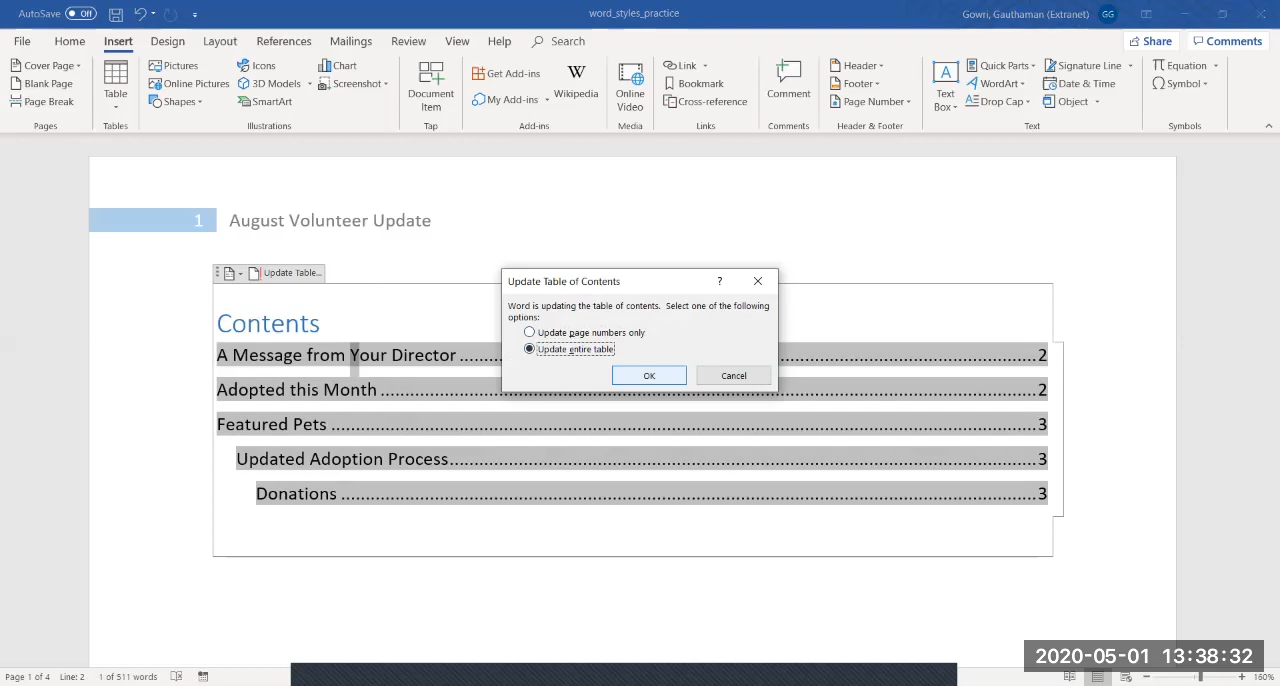 AutoSave Off
word_styles_practice
Gowri, Gauthaman (Extranet) GG
File Home Insert Design Layout References Mailings Review View Help Search
Share Comments
Cover Page
Blank Page
Page Break
Pages
Table
Tables
Pictures
Online Pictures
Shapes
Icons
3D Models
SmartArt
Chart
Screenshot
Illustrations
Document
Item
Tap
Get Add-ins
My Add-ins
W
Wikipedia
Add-ins
Online
Video
Media
Link
Bookmark
Cross-reference
Links
Comment
Comments
Header
Footer
Page Number
Header & Footer
A
Text
Box
Quick Parts
WordArt
Drop Cap
Signature Line
Date & Time
Object
Text
Equation
Symbol
Symbols
1 August Volunteer Update
Update Table...
Contents
A Message from Your Director ........ 2
Adopted this Month ........ 2
Featured Pets ........ 3
Updated Adoption Process ........ 3
Donations ........ 3
Update Table of Contents ?
Word is updating the table of contents. Select one of the following
options:
Update page numbers only
Update entire table
OK Cancel
2020-05-01 13:38:32
Page 1 of 4 Line: 2 1 of 511 words
160%